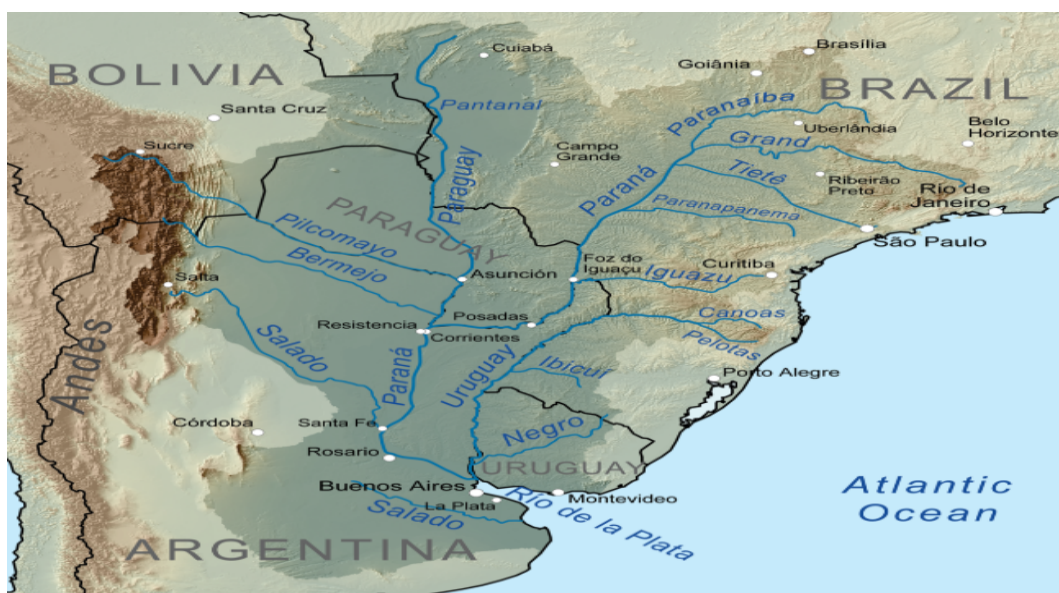 Cuiabá
Brasília
Goiânia
BOLIVIA
BRAZIL
Santa Cruz
Pantanal
Paranaíba
Uberlândia
Belo
Horizonte
Sucre
Grand
Campo
Grande
Tietê
Ribeirão
Preto
Rio de
Janeiro
Paraguay
Paraná
PARAGUAY
Paranapanema
São Paulo
Pilcomayo
Bermejo
Asunción
Foz do
Iguaçu
Iguazu
Curitiba
Salta
Salado
Andes
Resistencia
Corrientes
Posadas
Canoas
Pelotas
Paraná
Uruguay
Ibicur
Porto Alegre
Córdoba
Santa Fe
Negro
Rosario
URUGUAY
Buenos Aires
La Plata
Montevideo
Río de la Plata
Salado
ARGENTINA
Atlantic
Ocean